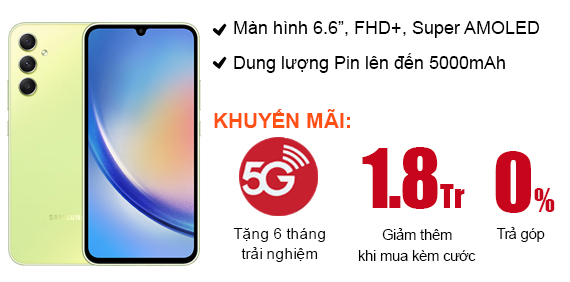 Màn hình 6.6”, FHD+, Super AMOLED
Dung lượng Pin lên đến 5000mAh
KHUYẾN MÃI:
5G
Tặng 6 tháng
trải nghiệm
1.8Tr
Giảm thêm
khi mua kèm cước
0%
Trả góp
SAMSUNG